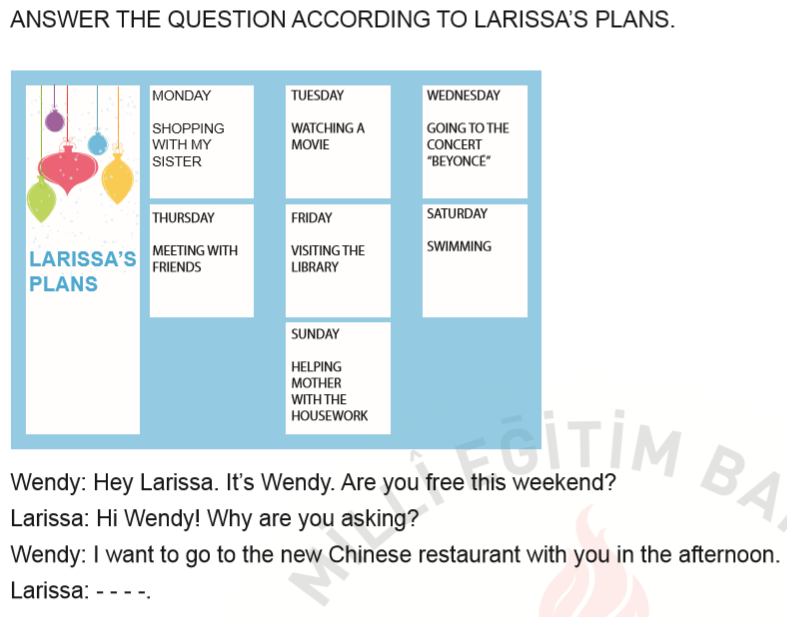 ANSWER THE QUESTION ACCORDING TO LARISSA'S PLANS.
LARISSA'S
PLANS
MONDAY
SHOPPING
WITH MY
SISTER
TUESDAY
WATCHING A
MOVIE
WEDNESDAY
GOING TO THE
CONCERT
"BEYONCÉ"
THURSDAY
MEETING WITH
FRIENDS
FRIDAY
VISITING THE
LIBRARY
SATURDAY
SWIMMING
SUNDAY
HELPING
MOTHER
WITH THE
HOUSEWORK
Wendy: Hey Larissa. It's Wendy. Are you free this weekend?
Larissa: Hi Wendy! Why are you asking?
Wendy: I want to go to the new Chinese restaurant with you in the afternoon.
Larissa: - - - -.
MİLLÎ EĞİTİM